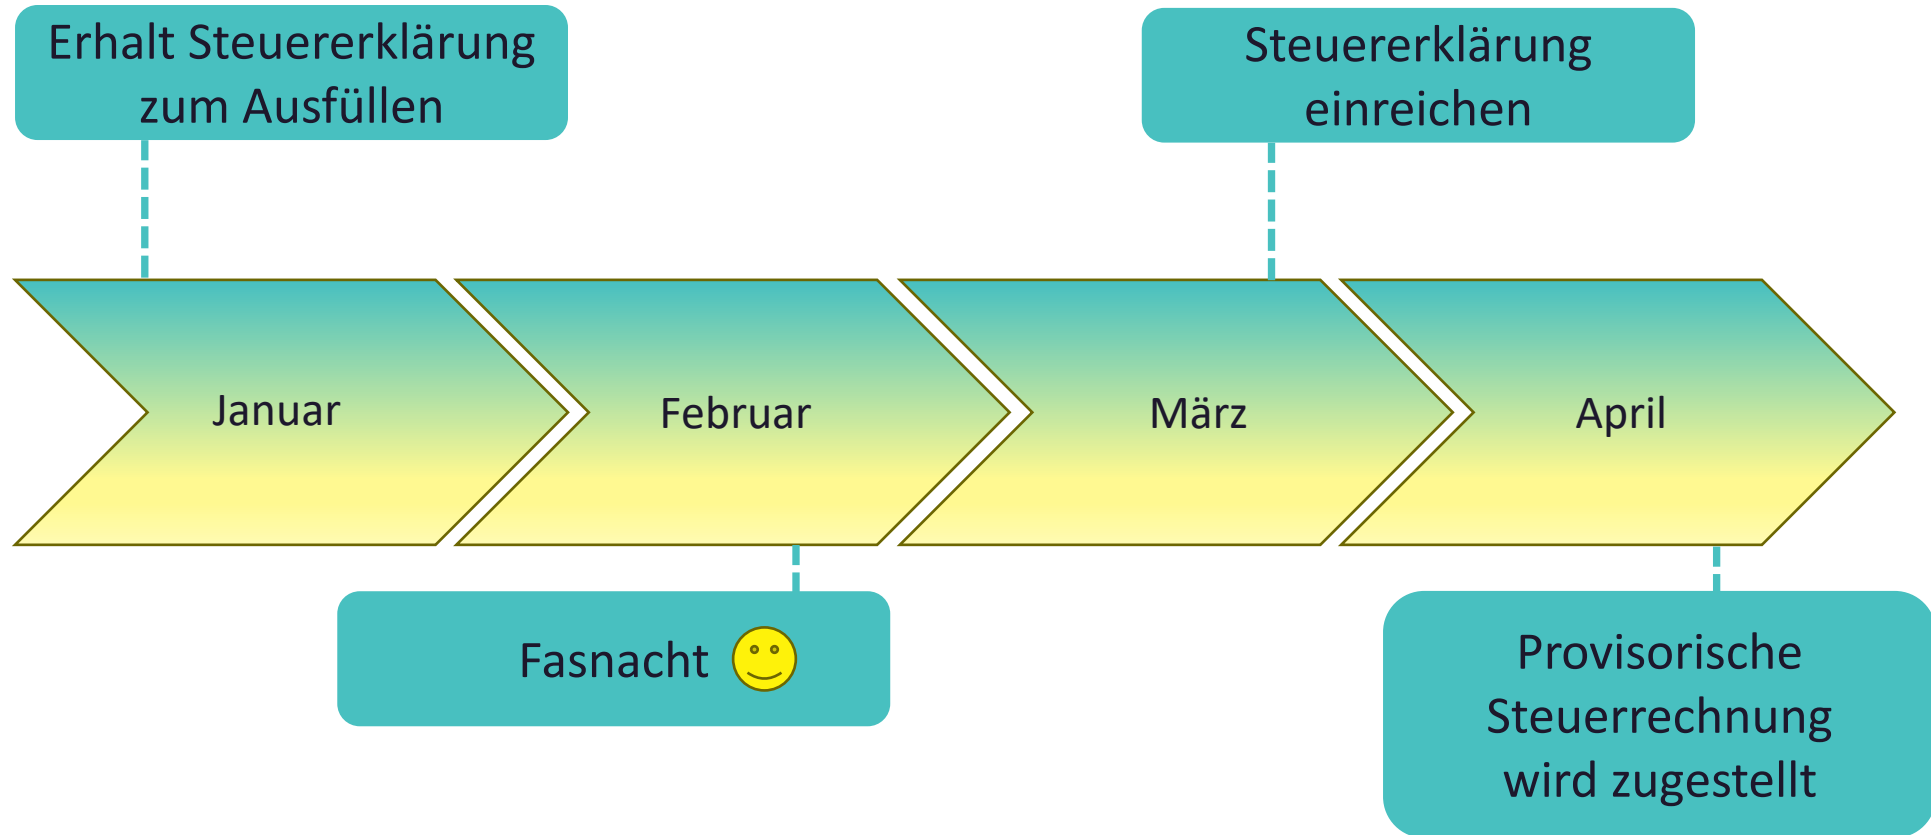 Erhalt Steuererklärung
zum Ausfüllen
Steuererklärung
einreichen
Januar
Februar
März
April
Fasnacht
Provisorische
Steuerrechnung
wird zugestellt